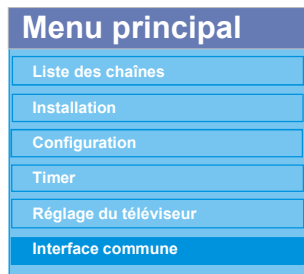 Menu principal
Liste des chaînes
Installation
Configuration
Timer
Réglage du téléviseur
Interface commune